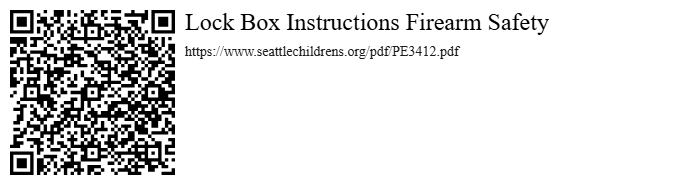 Lock Box Instructions Firearm Safety
https://www.seattlechildrens.org/pdf/PE3412.pdf